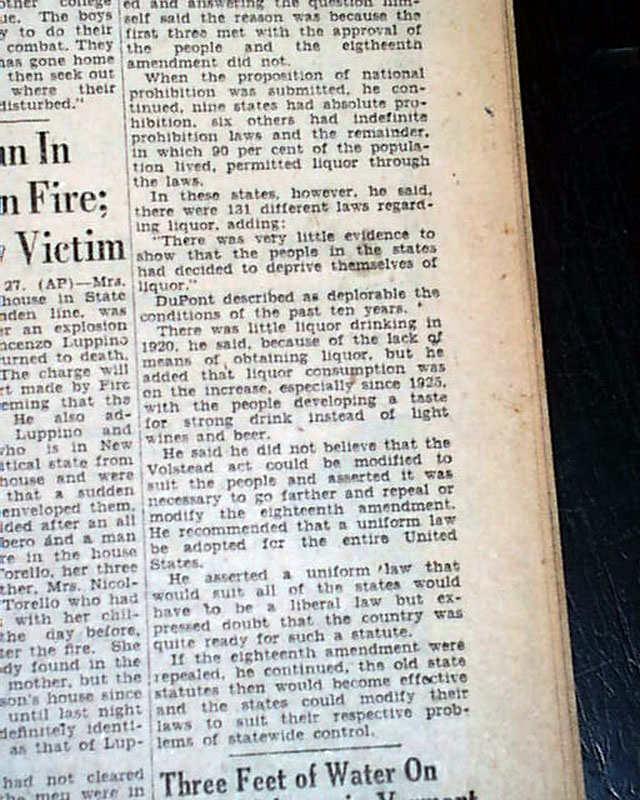 other college
ue. The boys
y to do their
combat. They
has gone home
then seek out
where their
disturbed."
un In
n Fire;
Victim
27. (AP)—Mrs.
house in State
nden line, was
er an explosion
ncenzo Luppino
urned to death.
The charge will
rt made by Fire
eming that the
He also ad-
Luppino and
who is in New
itical state from
house and were
that a sudden
enveloped them.
ided after an all
bero and a man
re in the house
Torello, her three
ther, Mrs. Nicol-
Torello who had
with her chil-
the day before,
ter the fire. She
dy found in the
mother, but the
son's house since
until last night
definitely identi-
as that of Lup-
had not cleared
the men were in
ed and answering the question him-
self said the reason was because the
first three met with the approval of
the people and the eigtheenth
amendment did not.
When the proposition of national
prohibition was submitted, he con-
tinued, nine states had absolute pro-
hibition, six others had indefinite
prohibition laws and the remainder,
in which 90 per cent of the popula-
tion lived, permitted liquor through
the laws.
In these states, however, he said,
there were 131 different laws regard-
ing liquor, adding:
"There was very little evidence to
show that the people in the states
had decided to deprive themselves of
liquor."
DuPont described as deplorable the
conditions of the past ten years.
There was little liquor drinking in
1920, he said, because of the lack of
means of obtaining liquor, but he
added that liquor consumption was
on the increase, especially since 1925,
with the people developing a taste
for strong drink instead of light
wines and beer.
He said he did not believe that the
Volstead act could be modified to
suit the people and asserted it was
necessary to go farther and repeal or
modify the eighteenth amendment.
He recommended that a uniform law
be adopted for the entire United
States.
He asserted a uniform law that
would suit all of the states would
have to be a liberal law but ex-
pressed doubt that the country was
quite ready for such a statute.
If the eighteenth amendment were
repealed, he continued, the old state
statutes then would become effective
and the states could modify their
laws to suit their respective prob-
lems of statewide control.
Three Feet of Water On